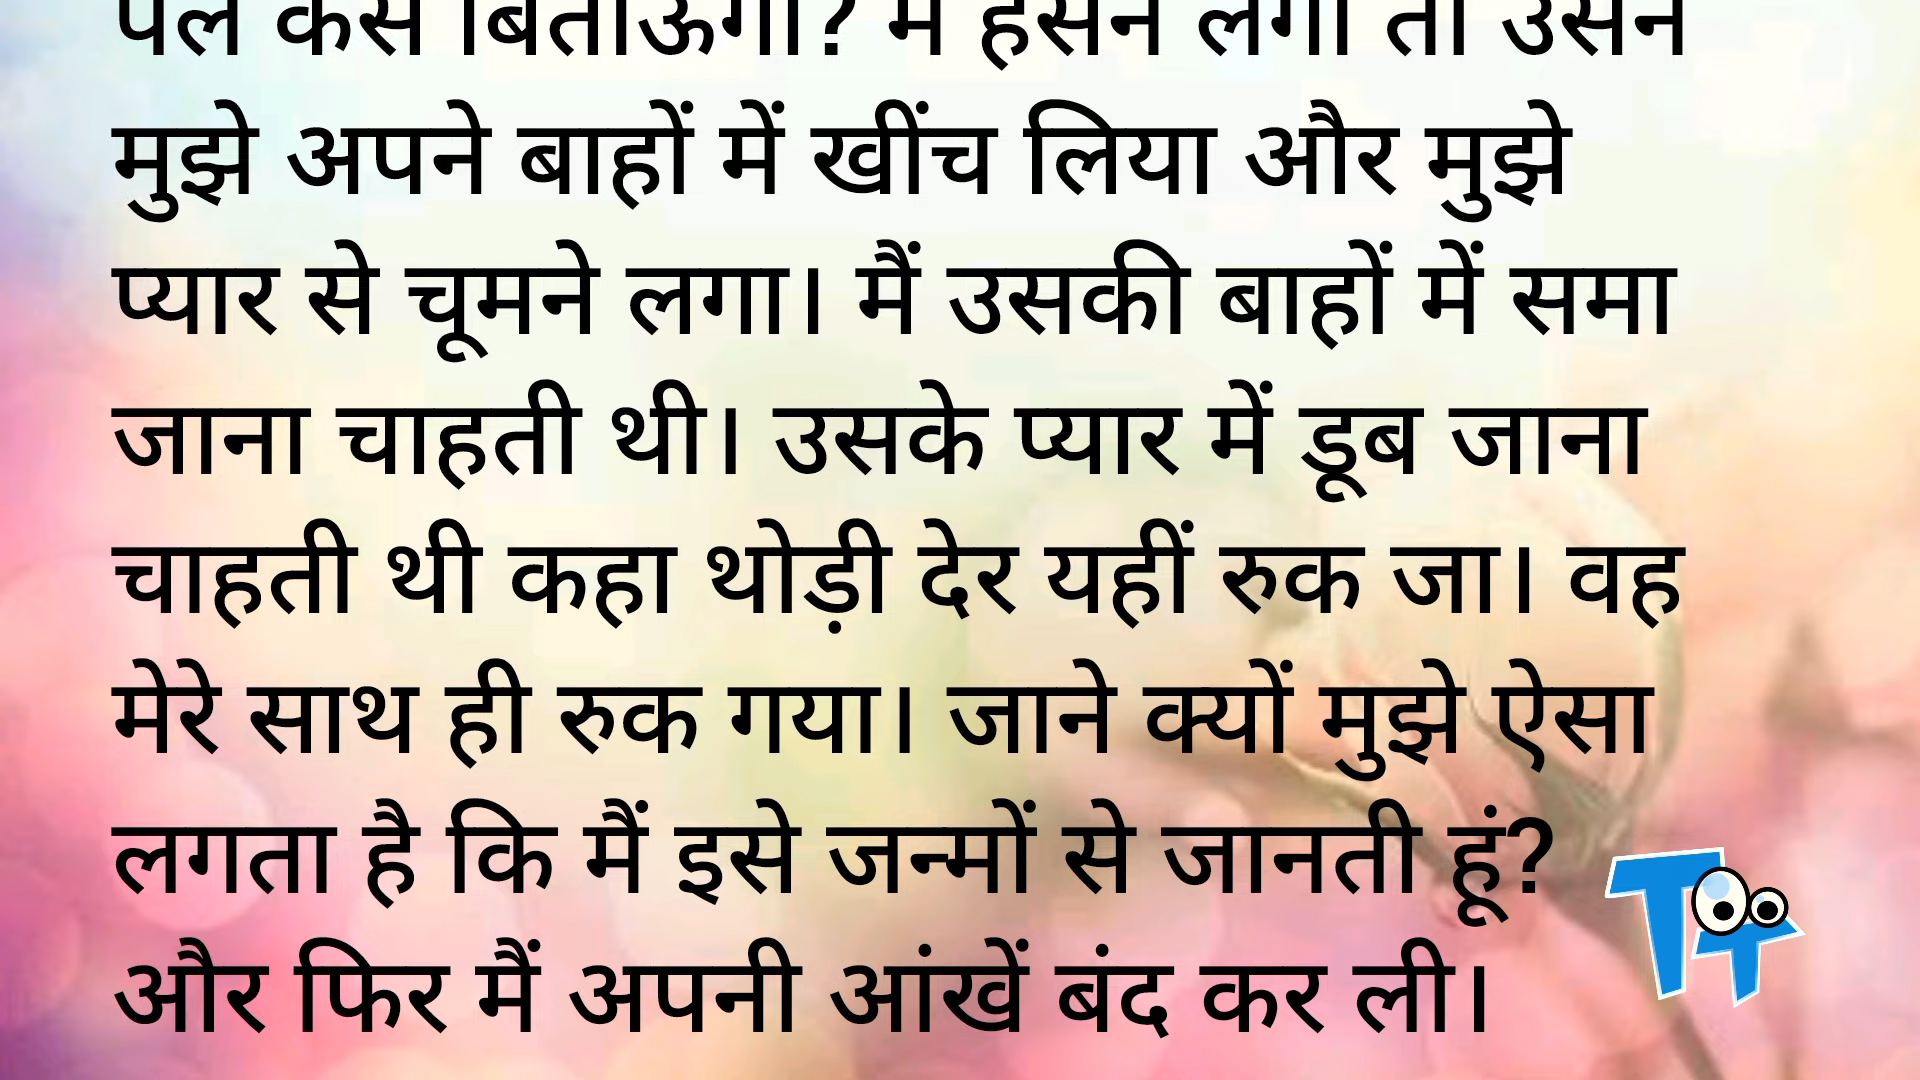 पल कैसे बिताऊंगा? मैं हंसने लगी तो उसने
मुझे अपने बाहों में खींच लिया और मुझे
प्यार से चूमने लगा। मैं उसकी बाहों में समा
जाना चाहती थी। उसके प्यार में डूब जाना
चाहती थी कहा थोड़ी देर यहीं रुक जा। वह
मेरे साथ ही रुक गया। जाने क्यों मुझे ऐसा
लगता है कि मैं इसे जन्मों से जानती हूं?
और फिर मैं अपनी आंखें बंद कर ली।
TT